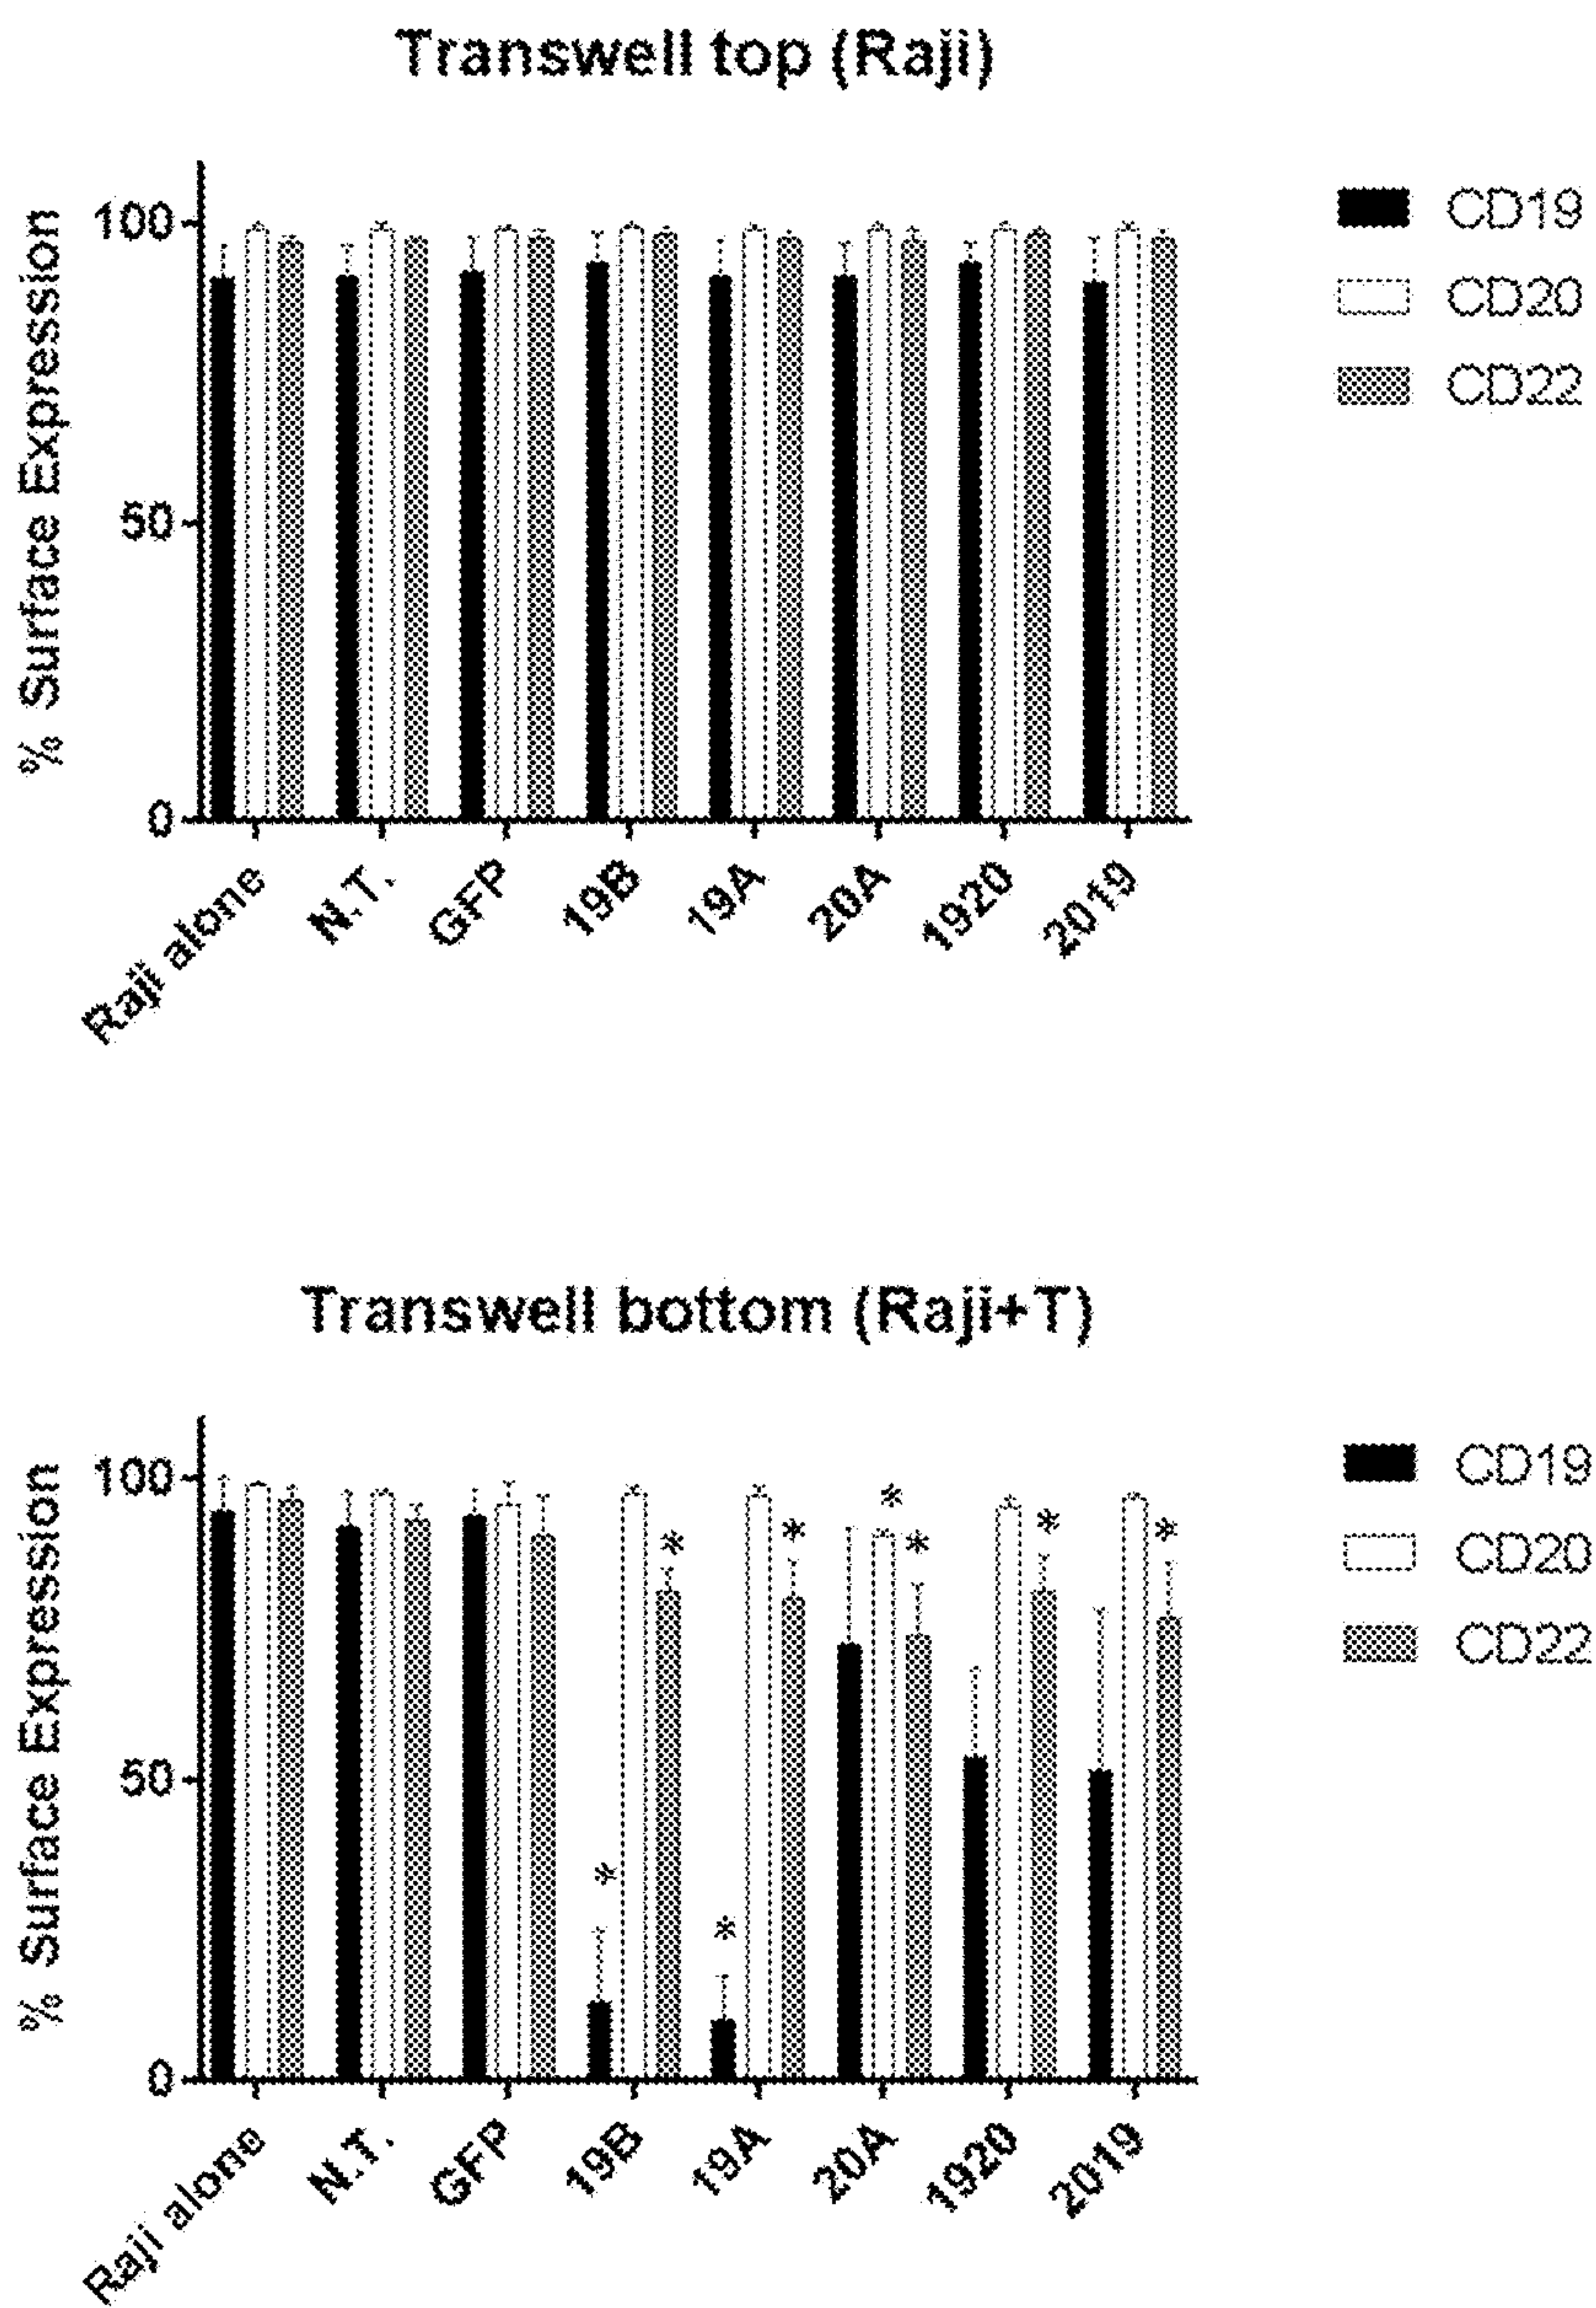 Transwell top (Raji)
% Surface Expression
100
50
0
Raji alone
N.T.
GFP
19B
19A
20A
1920
2019
CD19
CD20
CD22
Transwell bottom (Raji+T)
% Surface Expression
100
50
0
* * * * * * * * *
Raji alone
N.T.
GFP
19B
19A
20A
1920
2019
CD19
CD20
CD22